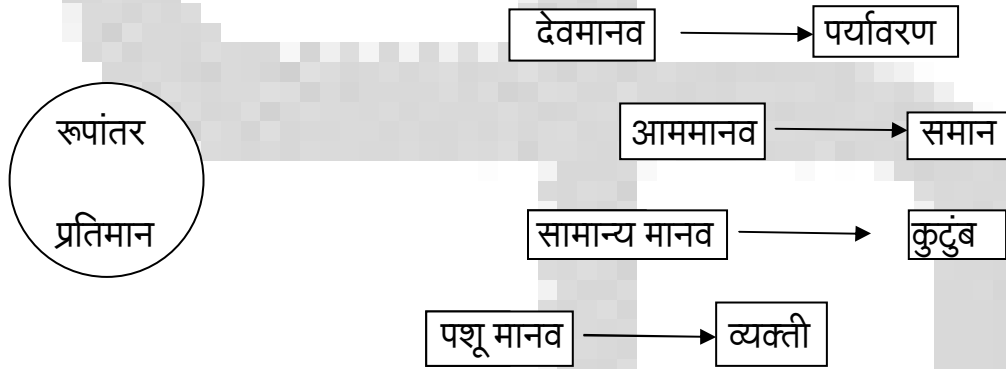 देवमानव पर्यावरण
रूपांतर
आममानव समान
प्रतिमान
सामान्य मानव कुटुंब
पशू मानव व्यक्ती